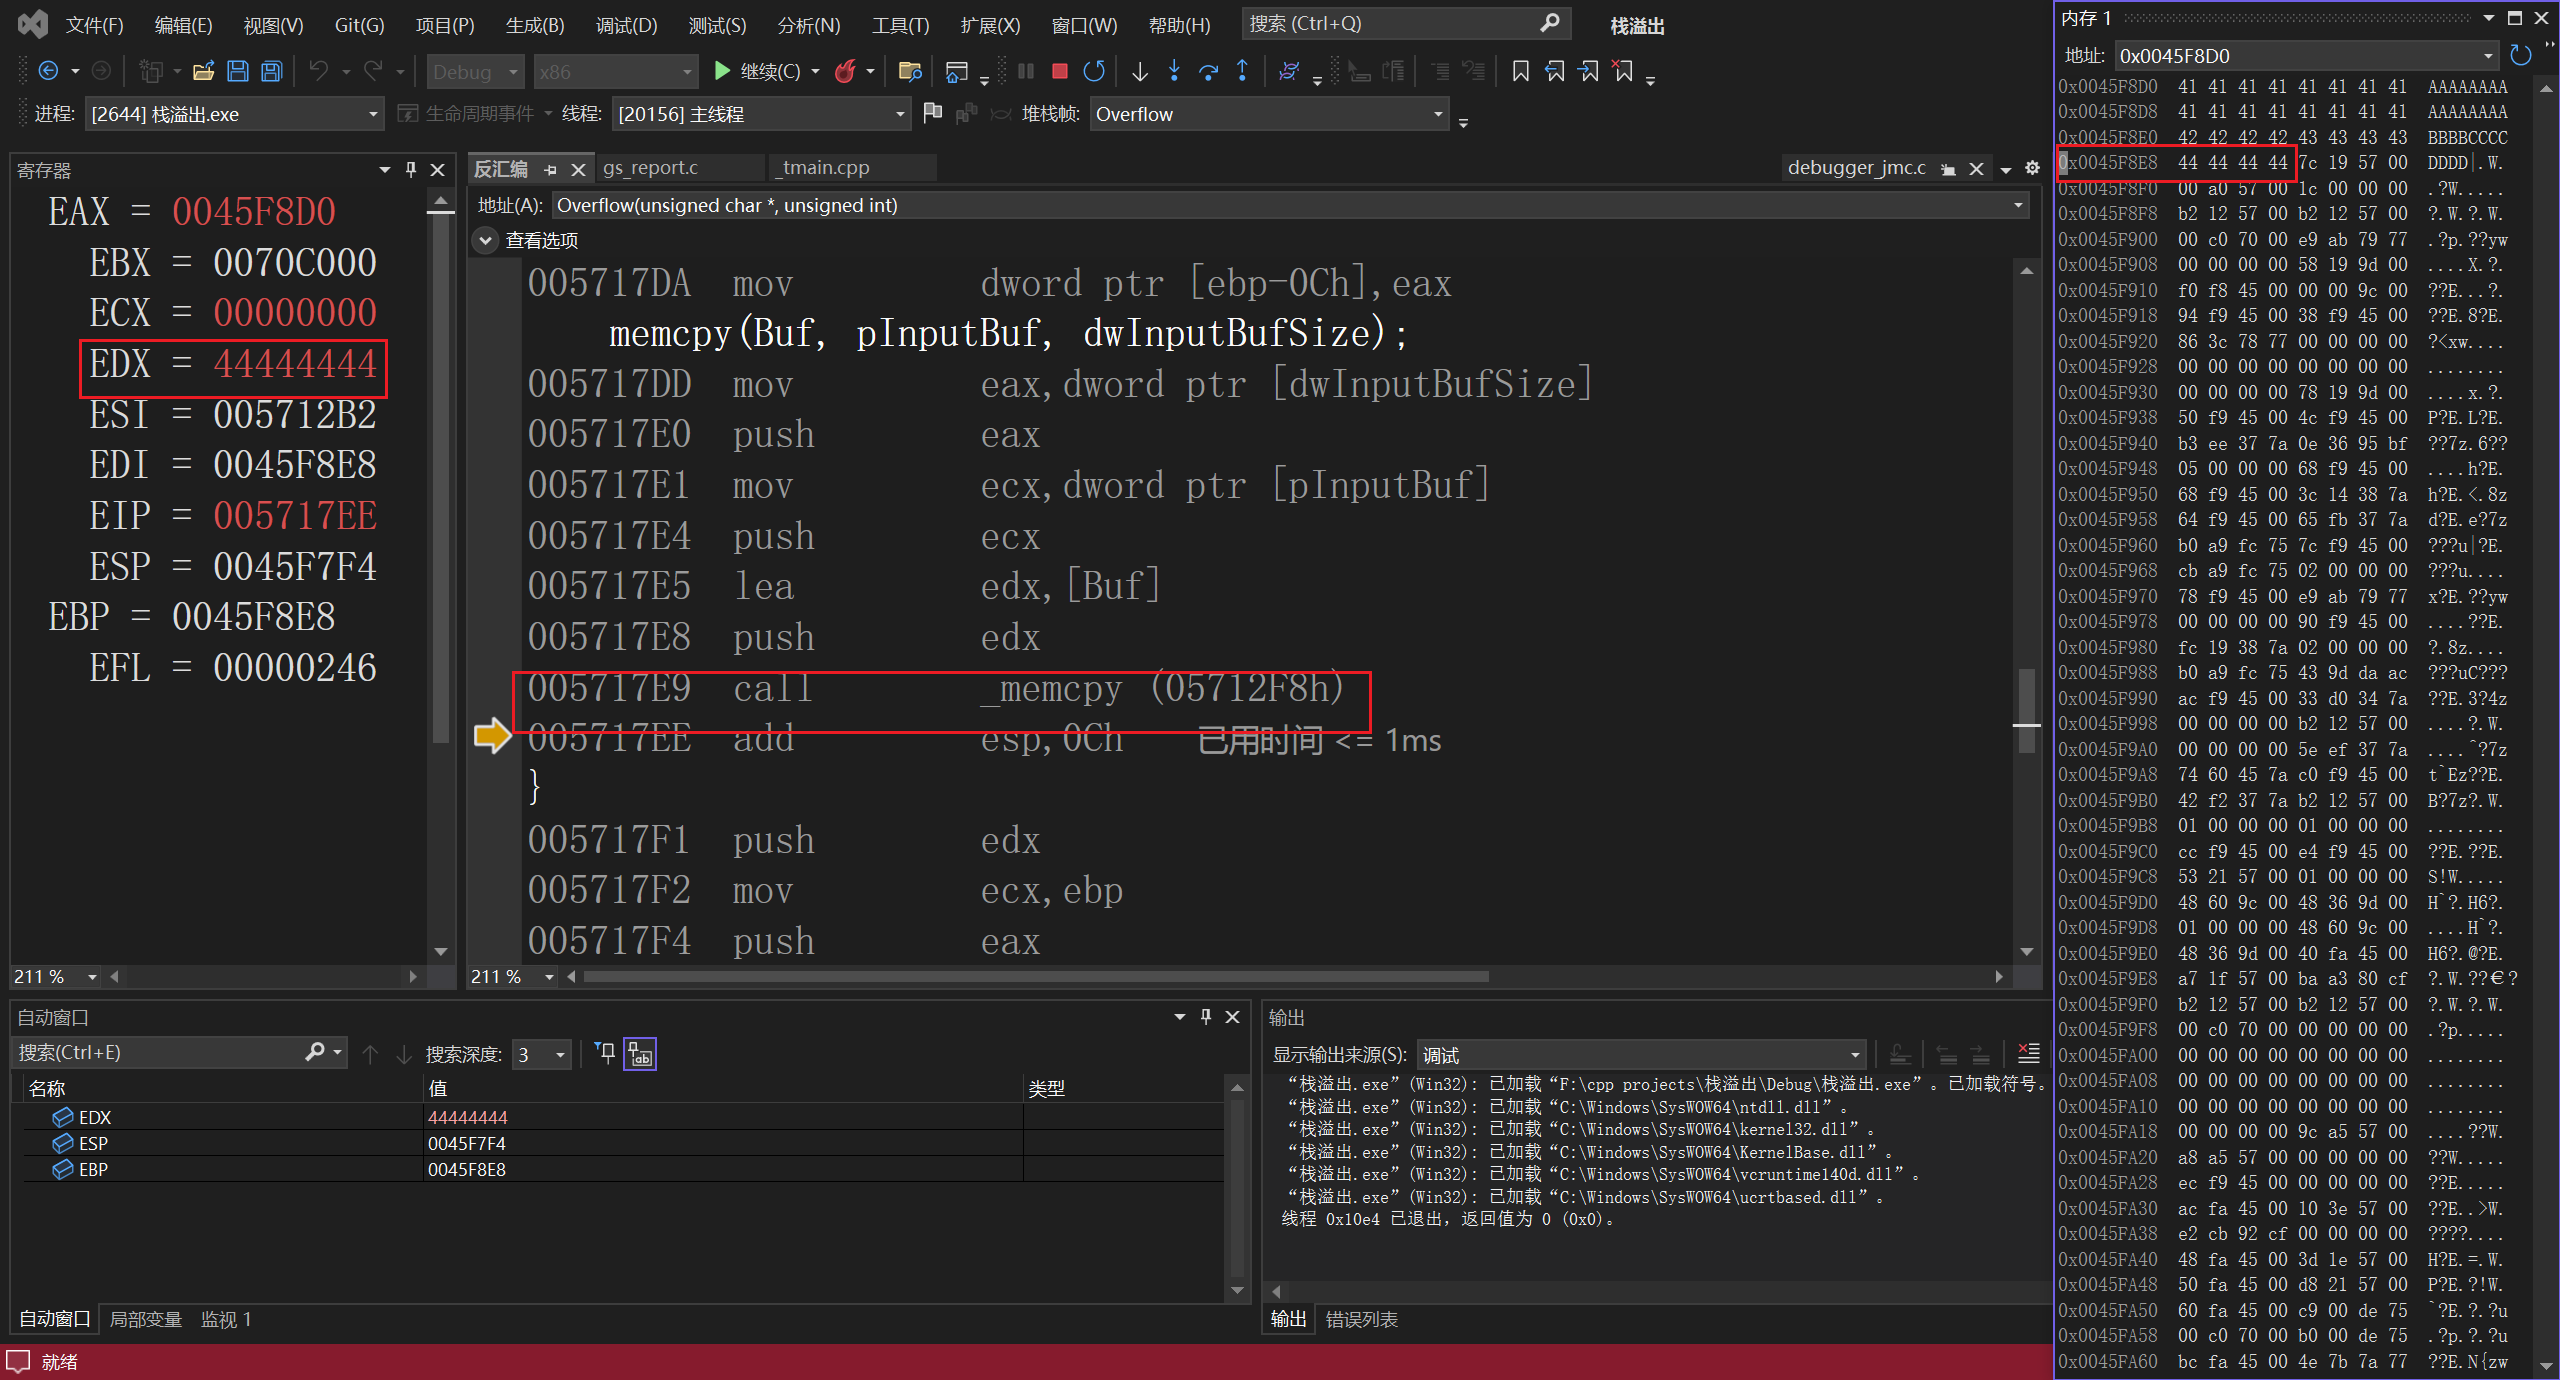 文件(F) 编辑(E) 视图(V) Git(G) 项目(P) 生成(B) 调试(D) 测试(S) 分析(N) 工具(T) 扩展(X) 窗口(W) 帮助(H) 搜索 (Ctrl+Q) 栈溢出
Debug x86 继续(C)
进程: [2644] 栈溢出.exe 生命周期事件 线程: [20156] 主线程 堆栈帧: Overflow
寄存器
EAX = 0045F8D0
EBX = 0070C000
ECX = 00000000
EDX = 44444444
ESI = 005712B2
EDI = 0045F8E8
EIP = 005717EE
ESP = 0045F7F4
EBP = 0045F8E8
EFL = 00000246
211 %
反汇编 gs_report.c _tmain.cpp debugger_jmc.c
地址(A): Overflow(unsigned char *, unsigned int)
查看选项
005717DA mov dword ptr [ebp-0Ch],eax
memcpy(Buf, pInputBuf, dwInputBufSize);
005717DD mov eax,dword ptr [dwInputBufSize]
005717E0 push eax
005717E1 mov ecx,dword ptr [pInputBuf]
005717E4 push ecx
005717E5 lea edx,[Buf]
005717E8 push edx
005717E9 call _memcpy (05712F8h)
005717EE add esp,0Ch 已用时间 <= 1ms
}
005717F1 push edx
005717F2 mov ecx,ebp
005717F4 push eax
211 %
自动窗口
搜索(Ctrl+E) 搜索深度: 3
名称 值 类型
EDX 44444444
ESP 0045F7F4
EBP 0045F8E8
自动窗口 局部变量 监视 1
输出
显示输出来源(S): 调试
“栈溢出.exe”(Win32): 已加载“F:\cpp projects\栈溢出\Debug\栈溢出.exe”。已加载符号。
“栈溢出.exe”(Win32): 已加载“C:\Windows\SysWOW64\ntdll.dll”。
“栈溢出.exe”(Win32): 已加载“C:\Windows\SysWOW64\kernel32.dll”。
“栈溢出.exe”(Win32): 已加载“C:\Windows\SysWOW64\KernelBase.dll”。
“栈溢出.exe”(Win32): 已加载“C:\Windows\SysWOW64\vcruntime140d.dll”。
“栈溢出.exe”(Win32): 已加载“C:\Windows\SysWOW64\ucrtbased.dll”。
线程 0x10e4 已退出，返回值为 0 (0x0)。
输出 错误列表
就绪
内存 1
地址: 0x0045F8D0
0x0045F8D0 41 41 41 41 41 41 41 41 AAAAAAAA
0x0045F8D8 41 41 41 41 41 41 41 41 AAAAAAAA
0x0045F8E0 42 42 42 42 43 43 43 43 BBBBCCCC
0x0045F8E8 44 44 44 44 7c 19 57 00 DDDD|.W.
0x0045F8F0 00 a0 57 00 1c 00 00 00 .?W.....
0x0045F8F8 b2 12 57 00 b2 12 57 00 ?.W.?.W.
0x0045F900 00 c0 70 00 e9 ab 79 77 .?p.??yw
0x0045F908 00 00 00 00 58 19 9d 00 ....X.?.
0x0045F910 f0 f8 45 00 00 00 9c 00 ??E...?.
0x0045F918 94 f9 45 00 38 f9 45 00 ??E.8?E.
0x0045F920 86 3c 78 77 00 00 00 00 ?<xw....
0x0045F928 00 00 00 00 00 00 00 00 ........
0x0045F930 00 00 00 00 78 19 9d 00 ....x.?.
0x0045F938 50 f9 45 00 4c f9 45 00 P?E.L?E.
0x0045F940 b3 ee 37 7a 0e 36 95 bf ??7z.6??
0x0045F948 05 00 00 00 68 f9 45 00 ....h?E.
0x0045F950 68 f9 45 00 3c 14 38 7a h?E.<.8z
0x0045F958 64 f9 45 00 65 fb 37 7a d?E.e?7z
0x0045F960 b0 a9 fc 75 7c f9 45 00 ???u|?E.
0x0045F968 cb a9 fc 75 02 00 00 00 ???u....
0x0045F970 78 f9 45 00 e9 ab 79 77 x?E.??yw
0x0045F978 00 00 00 00 90 f9 45 00 ....??E.
0x0045F980 fc 19 38 7a 02 00 00 00 ?.8z....
0x0045F988 b0 a9 fc 75 43 9d da ac ???uC???
0x0045F990 ac f9 45 00 33 d0 34 7a ??E.3?4z
0x0045F998 00 00 00 00 b2 12 57 00 ....?.W.
0x0045F9A0 00 00 00 00 5e ef 37 7a ....^?7z
0x0045F9A8 74 60 45 7a c0 f9 45 00 t`Ez??E.
0x0045F9B0 42 f2 37 7a b2 12 57 00 B?7z?.W.
0x0045F9B8 01 00 00 00 01 00 00 00 ........
0x0045F9C0 cc f9 45 00 e4 f9 45 00 ??E.??E.
0x0045F9C8 53 21 57 00 01 00 00 00 S!W.....
0x0045F9D0 48 60 9c 00 48 36 9d 00 H`?.H6?.
0x0045F9D8 01 00 00 00 48 60 9c 00 ....H`?.
0x0045F9E0 48 36 9d 00 40 fa 45 00 H6?.@?E.
0x0045F9E8 a7 1f 57 00 ba a3 80 cf ?.W.??€?
0x0045F9F0 b2 12 57 00 b2 12 57 00 ?.W.?.W.
0x0045F9F8 00 c0 70 00 00 00 00 00 .?p.....
0x0045FA00 00 00 00 00 00 00 00 00 ........
0x0045FA08 00 00 00 00 00 00 00 00 ........
0x0045FA10 00 00 00 00 00 00 00 00 ........
0x0045FA18 00 00 00 00 9c a5 57 00 ....??W.
0x0045FA20 a8 a5 57 00 00 00 00 00 ??W.....
0x0045FA28 ec f9 45 00 00 00 00 00 ??E.....
0x0045FA30 ac fa 45 00 10 3e 57 00 ??E..>W.
0x0045FA38 e2 cb 92 cf 00 00 00 00 ????....
0x0045FA40 48 fa 45 00 3d 1e 57 00 H?E.=.W.
0x0045FA48 50 fa 45 00 d8 21 57 00 P?E.?!W.
0x0045FA50 60 fa 45 00 c9 00 de 75 `?E.?.?u
0x0045FA58 00 c0 70 00 b0 00 de 75 .?p.?.?u
0x0045FA60 bc fa 45 00 4e 7b 7a 77 ??E.N{zw